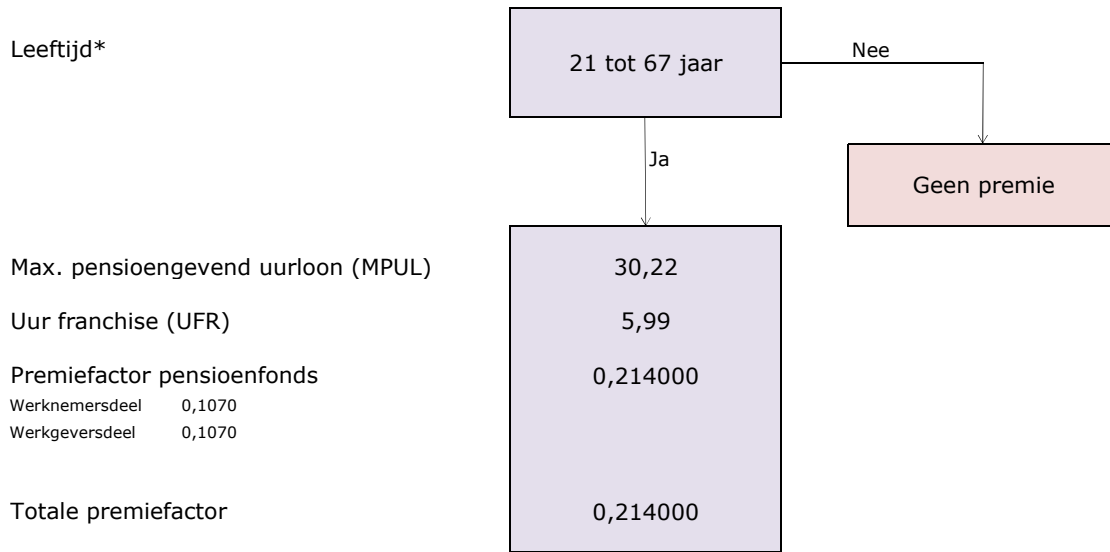 Leeftijd*
21 tot 67 jaar
Nee
Ja
Geen premie
Max. pensioengevend uurloon (MPUL) 30,22
Uur franchise (UFR) 5,99
Premiefactor pensioenfonds 0,214000
Werknemersdeel 0,1070
Werkgeversdeel 0,1070
Totale premiefactor 0,214000